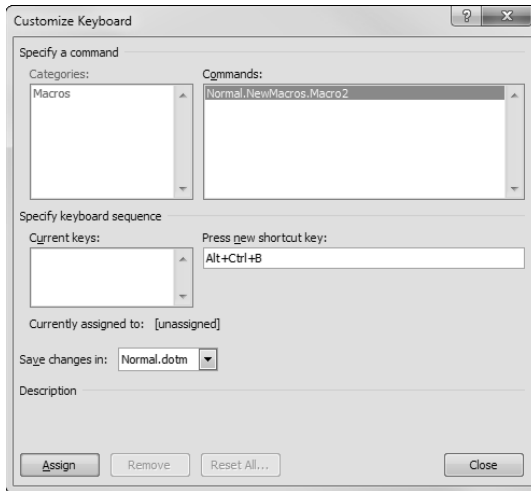 Customize Keyboard
Specify a command
Categories:
Commands:
Macros
Normal.NewMacros.Macro2
Specify keyboard sequence
Current keys:
Press new shortcut key:
Alt+Ctrl+B
Currently assigned to: [unassigned]
Save changes in: Normal.dotm
Description
Assign Remove Reset All... Close